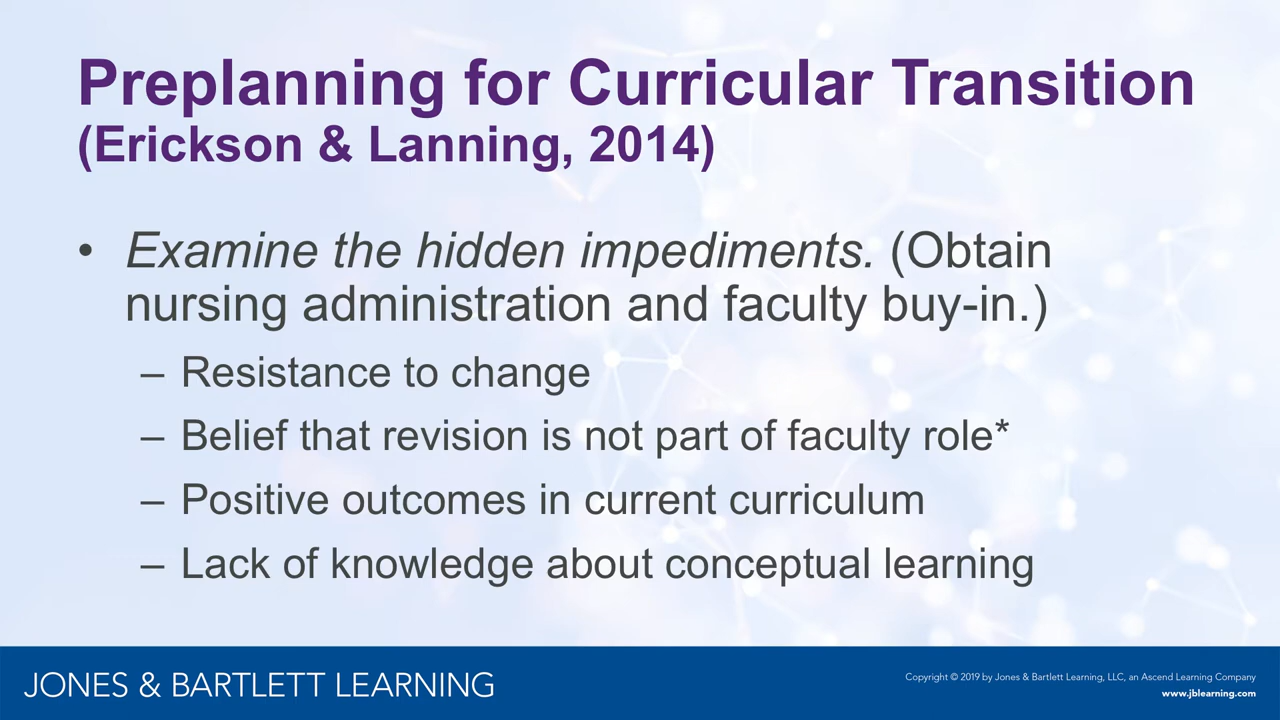 Preplanning for Curricular Transition
(Erickson & Lanning, 2014)
• Examine the hidden impediments. (Obtain
nursing administration and faculty buy-in.)
– Resistance to change
– Belief that revision is not part of faculty role*
– Positive outcomes in current curriculum
– Lack of knowledge about conceptual learning
JONES & BARTLETT LEARNING
Copyright © 2019 by Jones & Bartlett Learning, LLC, an Ascend Learning Company
www.jblearning.com